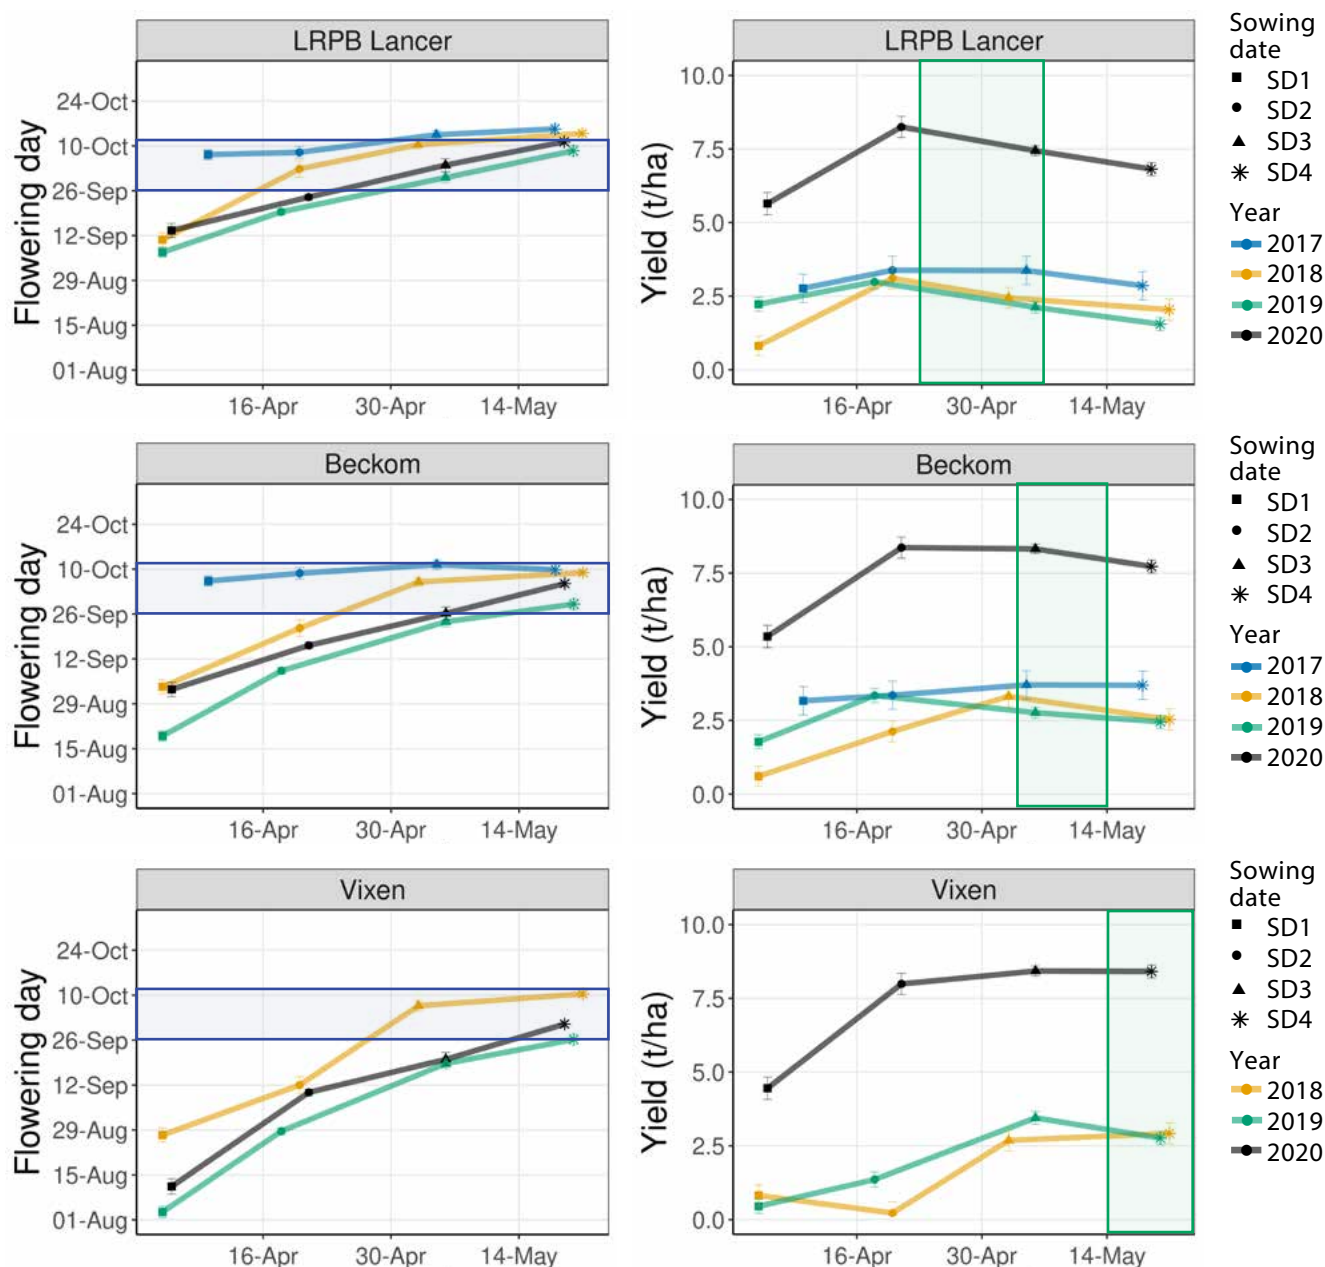 LRPB Lancer
Flowering day
24-Oct
10-Oct
26-Sep
12-Sep
29-Aug
15-Aug
01-Aug
16-Apr 30-Apr 14-May
LRPB Lancer
Yield (t/ha)
10.0
7.5
5.0
2.5
0.0
16-Apr 30-Apr 14-May
Sowing
date
SD1
SD2
SD3
SD4
Year
2017
2018
2019
2020
Beckom
Flowering day
24-Oct
10-Oct
26-Sep
12-Sep
29-Aug
15-Aug
01-Aug
16-Apr 30-Apr 14-May
Beckom
Yield (t/ha)
10.0
7.5
5.0
2.5
0.0
16-Apr 30-Apr 14-May
Sowing
date
SD1
SD2
SD3
SD4
Year
2017
2018
2019
2020
Vixen
Flowering day
24-Oct
10-Oct
26-Sep
12-Sep
29-Aug
15-Aug
01-Aug
16-Apr 30-Apr 14-May
Vixen
Yield (t/ha)
10.0
7.5
5.0
2.5
0.0
16-Apr 30-Apr 14-May
Sowing
date
SD1
SD2
SD3
SD4
Year
2018
2019
2020